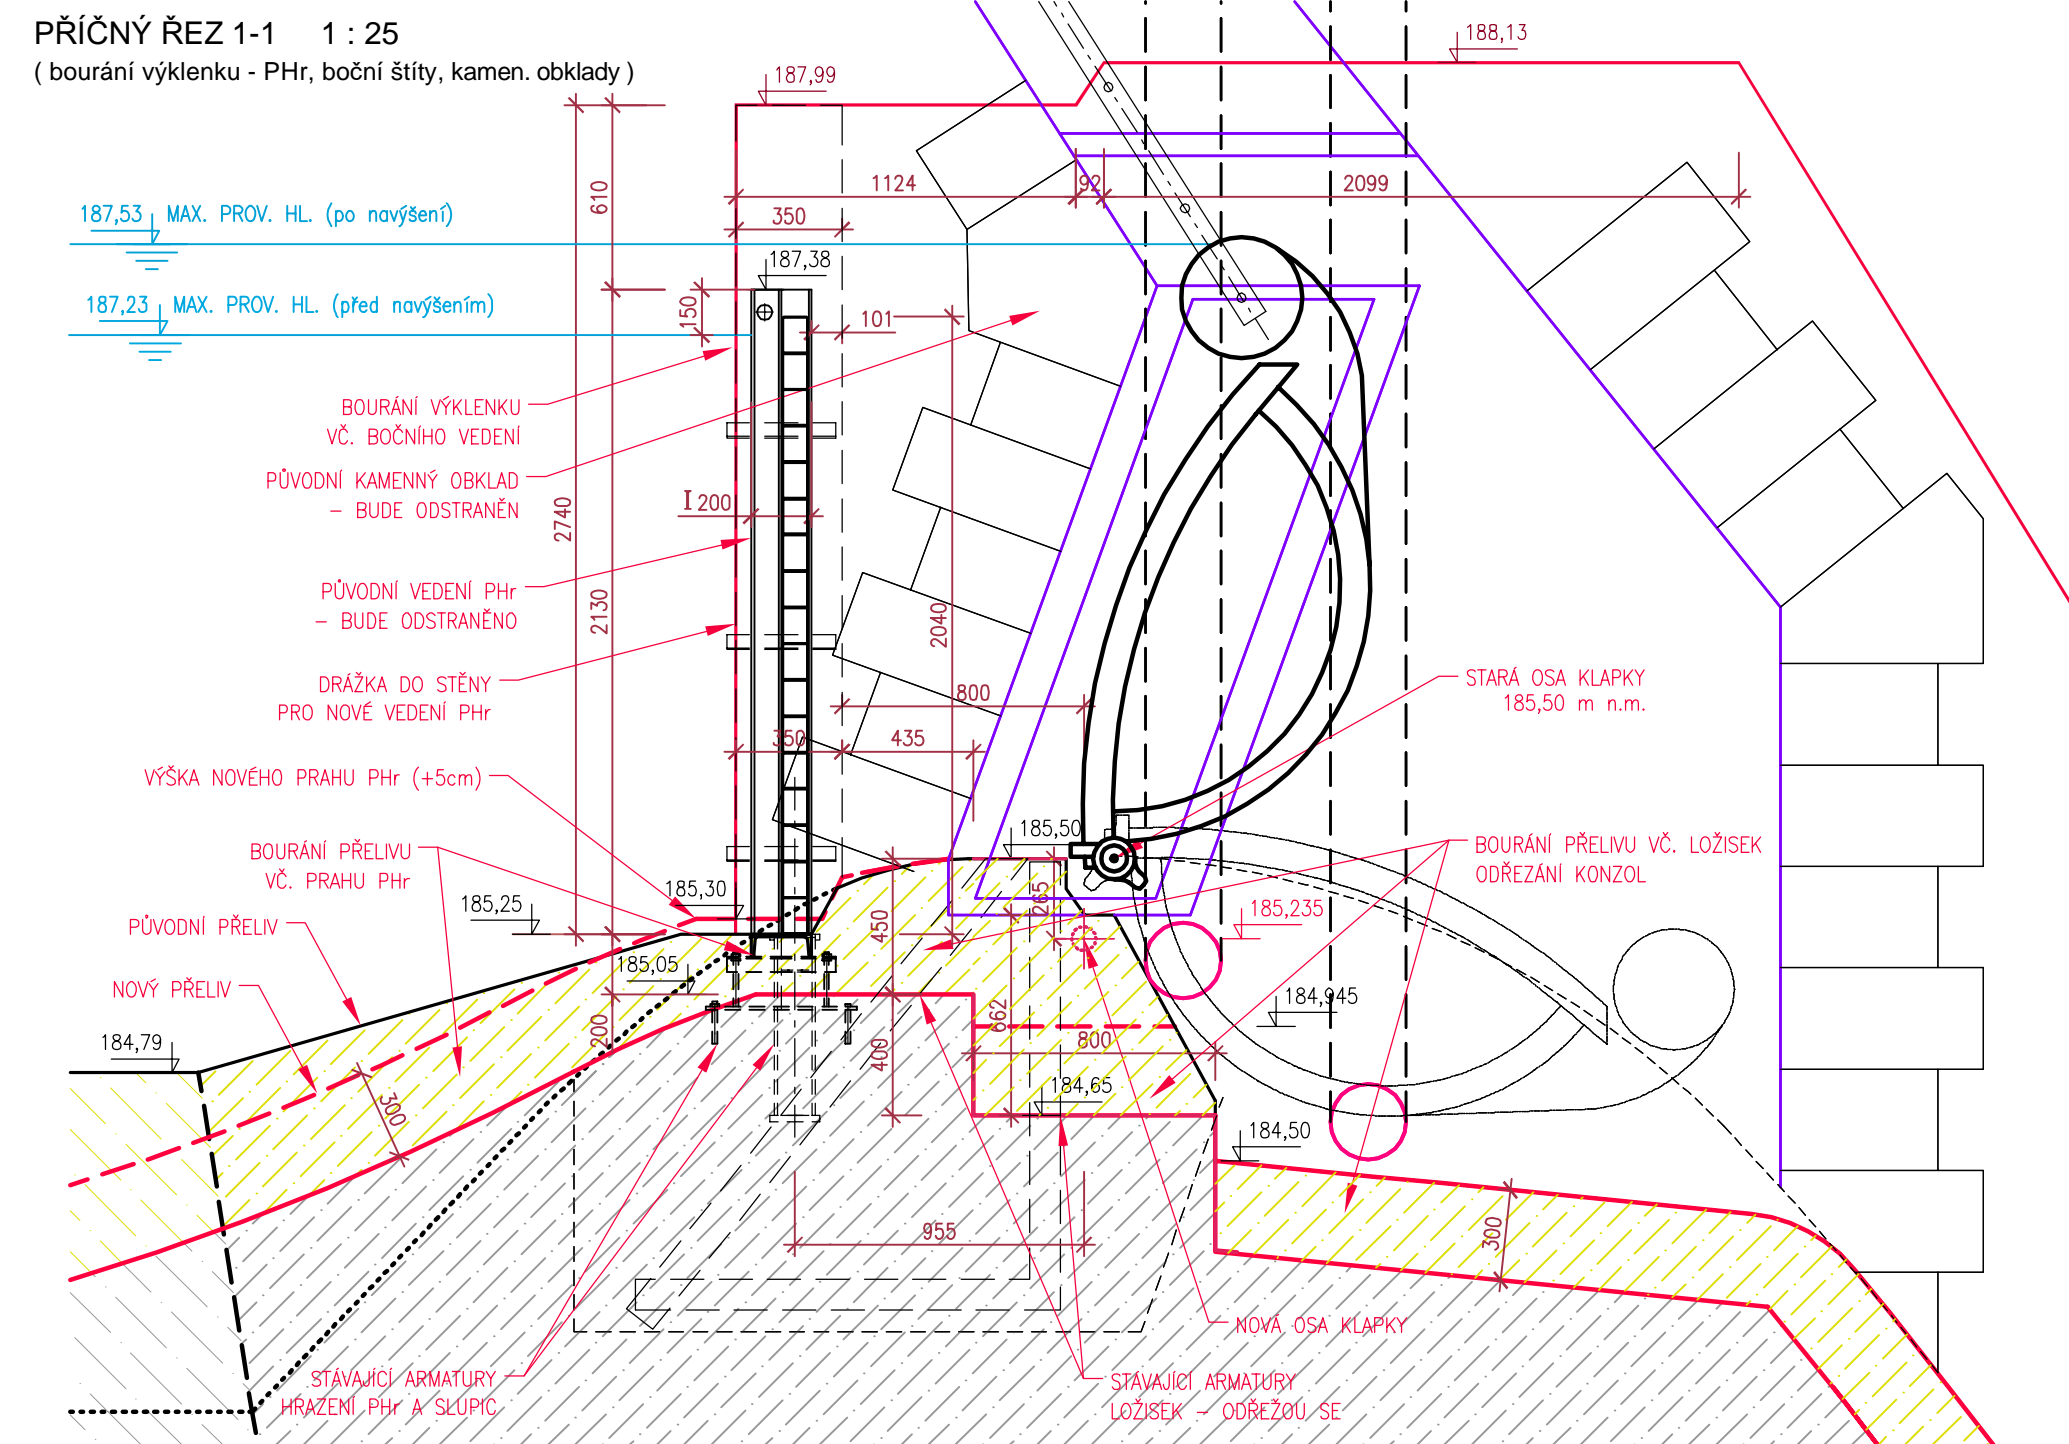 PŘÍČNÝ ŘEZ 1-1 1 : 25
( bourání výklenku - PHr, boční štíty, kamen. obklady )
187,99
188,13
1124
92
2099
610
350
187,53 MAX. PROV. HL. (po navýšení)
187,38
187,23 MAX. PROV. HL. (před navýšením)
150
101
BOURÁNÍ VÝKLENKU
VČ. BOČNÍHO VEDENÍ
PŮVODNÍ KAMENNÝ OBKLAD
– BUDE ODSTRANĚN
I 200
2740
2130
2040
PŮVODNÍ VEDENÍ PHr
– BUDE ODSTRANĚNO
DRÁŽKA DO STĚNY
PRO NOVÉ VEDENÍ PHr
800
STARÁ OSA KLAPKY
185,50 m n.m.
350
435
VÝŠKA NOVÉHO PRAHU PHr (+5cm)
185,50
BOURÁNÍ PŘELIVU
VČ. PRAHU PHr
BOURÁNÍ PŘELIVU VČ. LOŽISEK
ODŘEZÁNÍ KONZOL
185,30
185,25
265
185,235
450
PŮVODNÍ PŘELIV
185,05
NOVÝ PŘELIV
184,945
662
200
184,79
400
800
184,65
300
184,50
955
300
NOVÁ OSA KLAPKY
STÁVAJÍCÍ ARMATURY
HRAZENÍ PHr A SLUPIC
STÁVAJÍCÍ ARMATURY
LOŽISEK – ODŘEŽOU SE